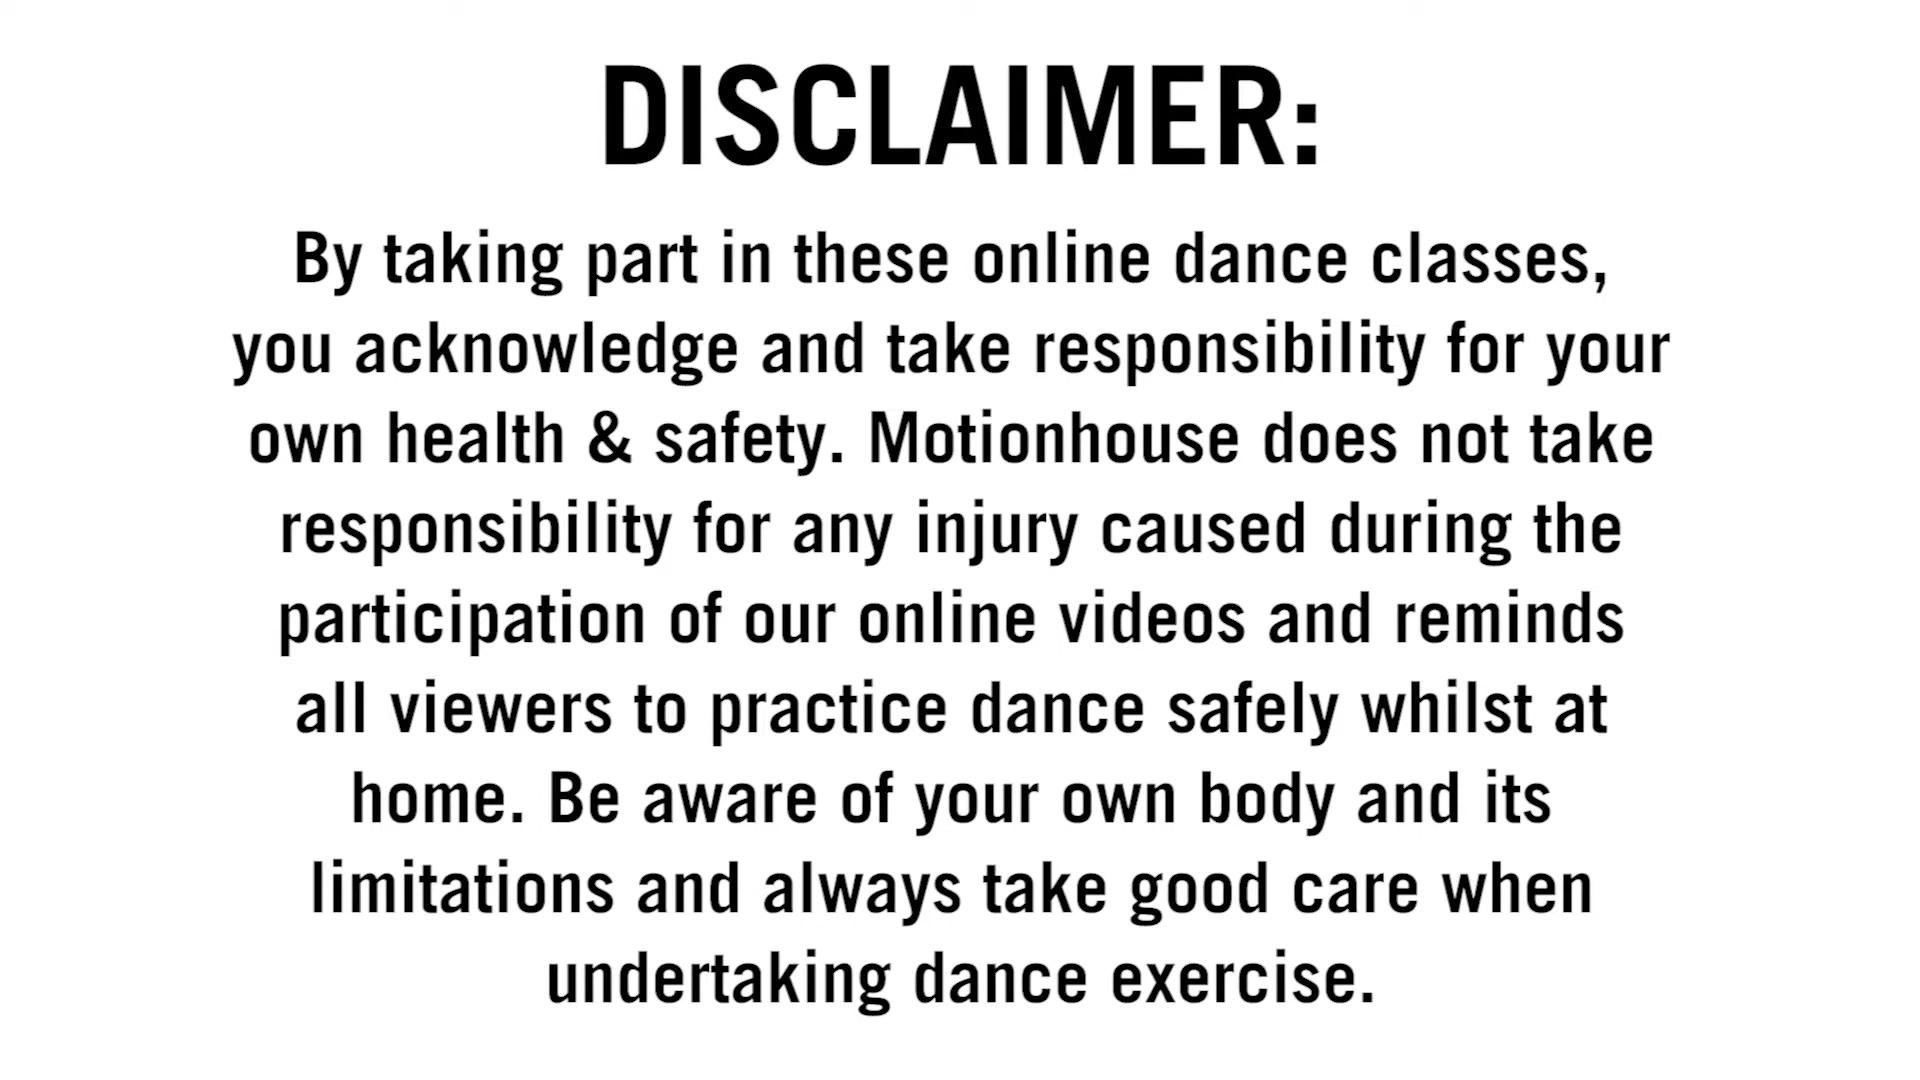 DISCLAIMER:
By taking part in these online dance classes,
you acknowledge and take responsibility for your
own health & safety. Motionhouse does not take
responsibility for any injury caused during the
participation of our online videos and reminds
all viewers to practice dance safely whilst at
home. Be aware of your own body and its
limitations and always take good care when
undertaking dance exercise.